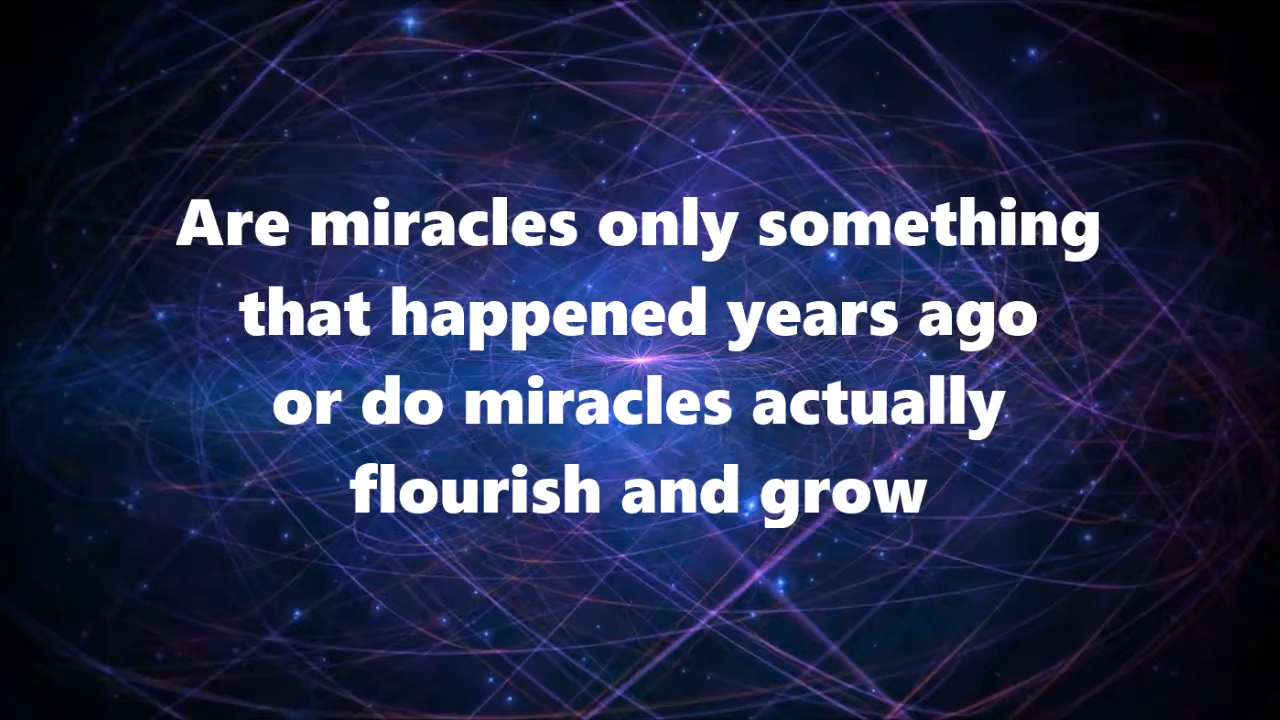 Are miracles only something
that happened years ago
or do miracles actually
flourish and grow